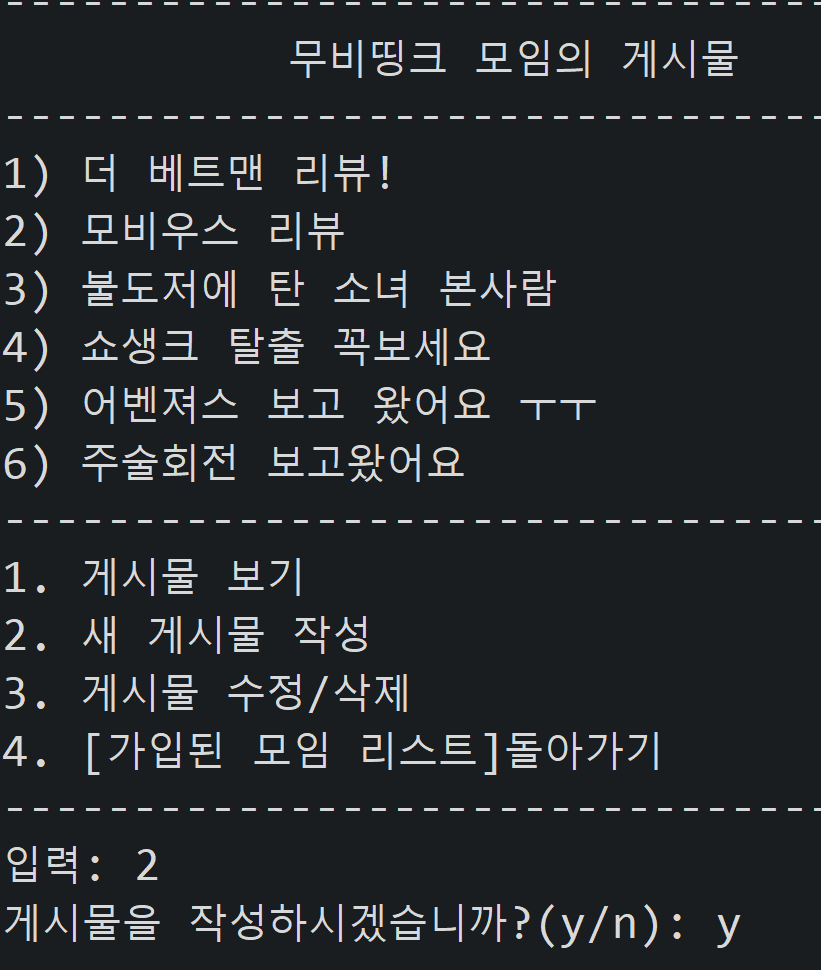 --------------------------------
무비띵크 모임의 게시물
--------------------------------
1) 더 베트맨 리뷰!
2) 모비우스 리뷰
3) 불도저에 탄 소녀 본사람
4) 쇼생크 탈출 꼭보세요
5) 어벤져스 보고 왔어요 ㅜㅜ
6) 주술회전 보고왔어요
--------------------------------
1. 게시물 보기
2. 새 게시물 작성
3. 게시물 수정/삭제
4. [가입된 모임 리스트]돌아가기
--------------------------------
입력: 2
게시물을 작성하시겠습니까?(y/n): y